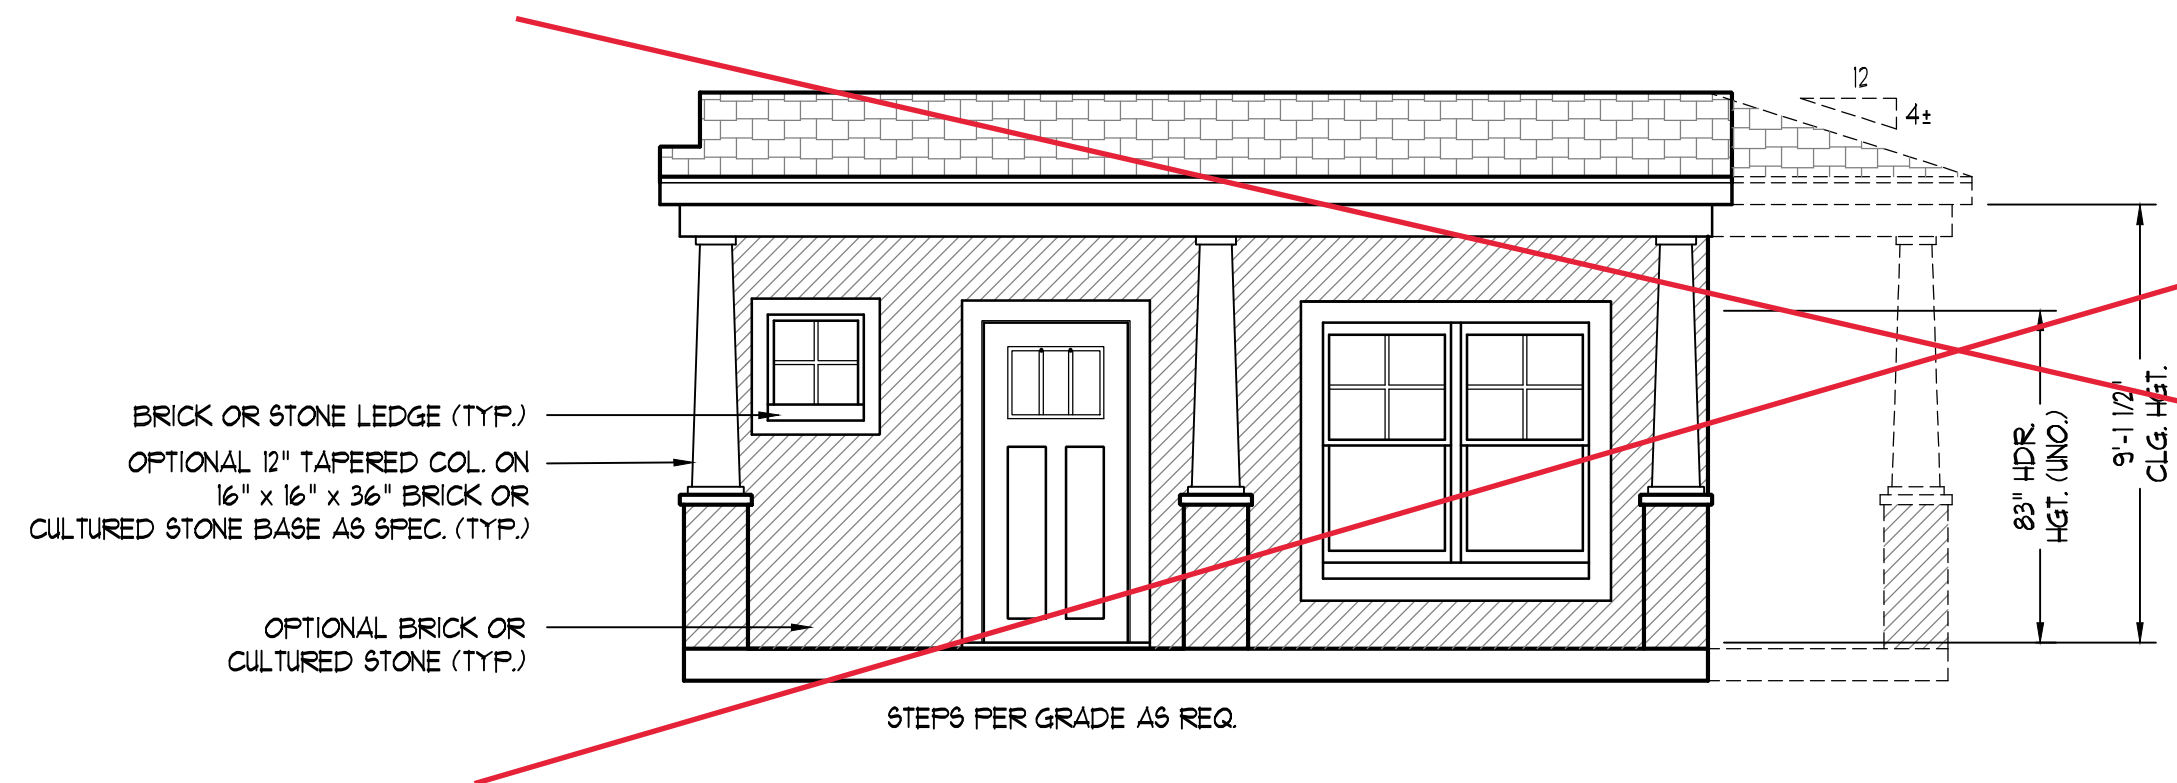 12
4±
BRICK OR STONE LEDGE (TYP.)
OPTIONAL 12" TAPERED COL. ON
16" x 16" x 36" BRICK OR
CULTURED STONE BASE AS SPEC. (TYP.)
OPTIONAL BRICK OR
CULTURED STONE (TYP.)
83" HDR.
HGT. (UNO.)
9'-1 1/2"
CLG. HGT.
STEPS PER GRADE AS REQ.